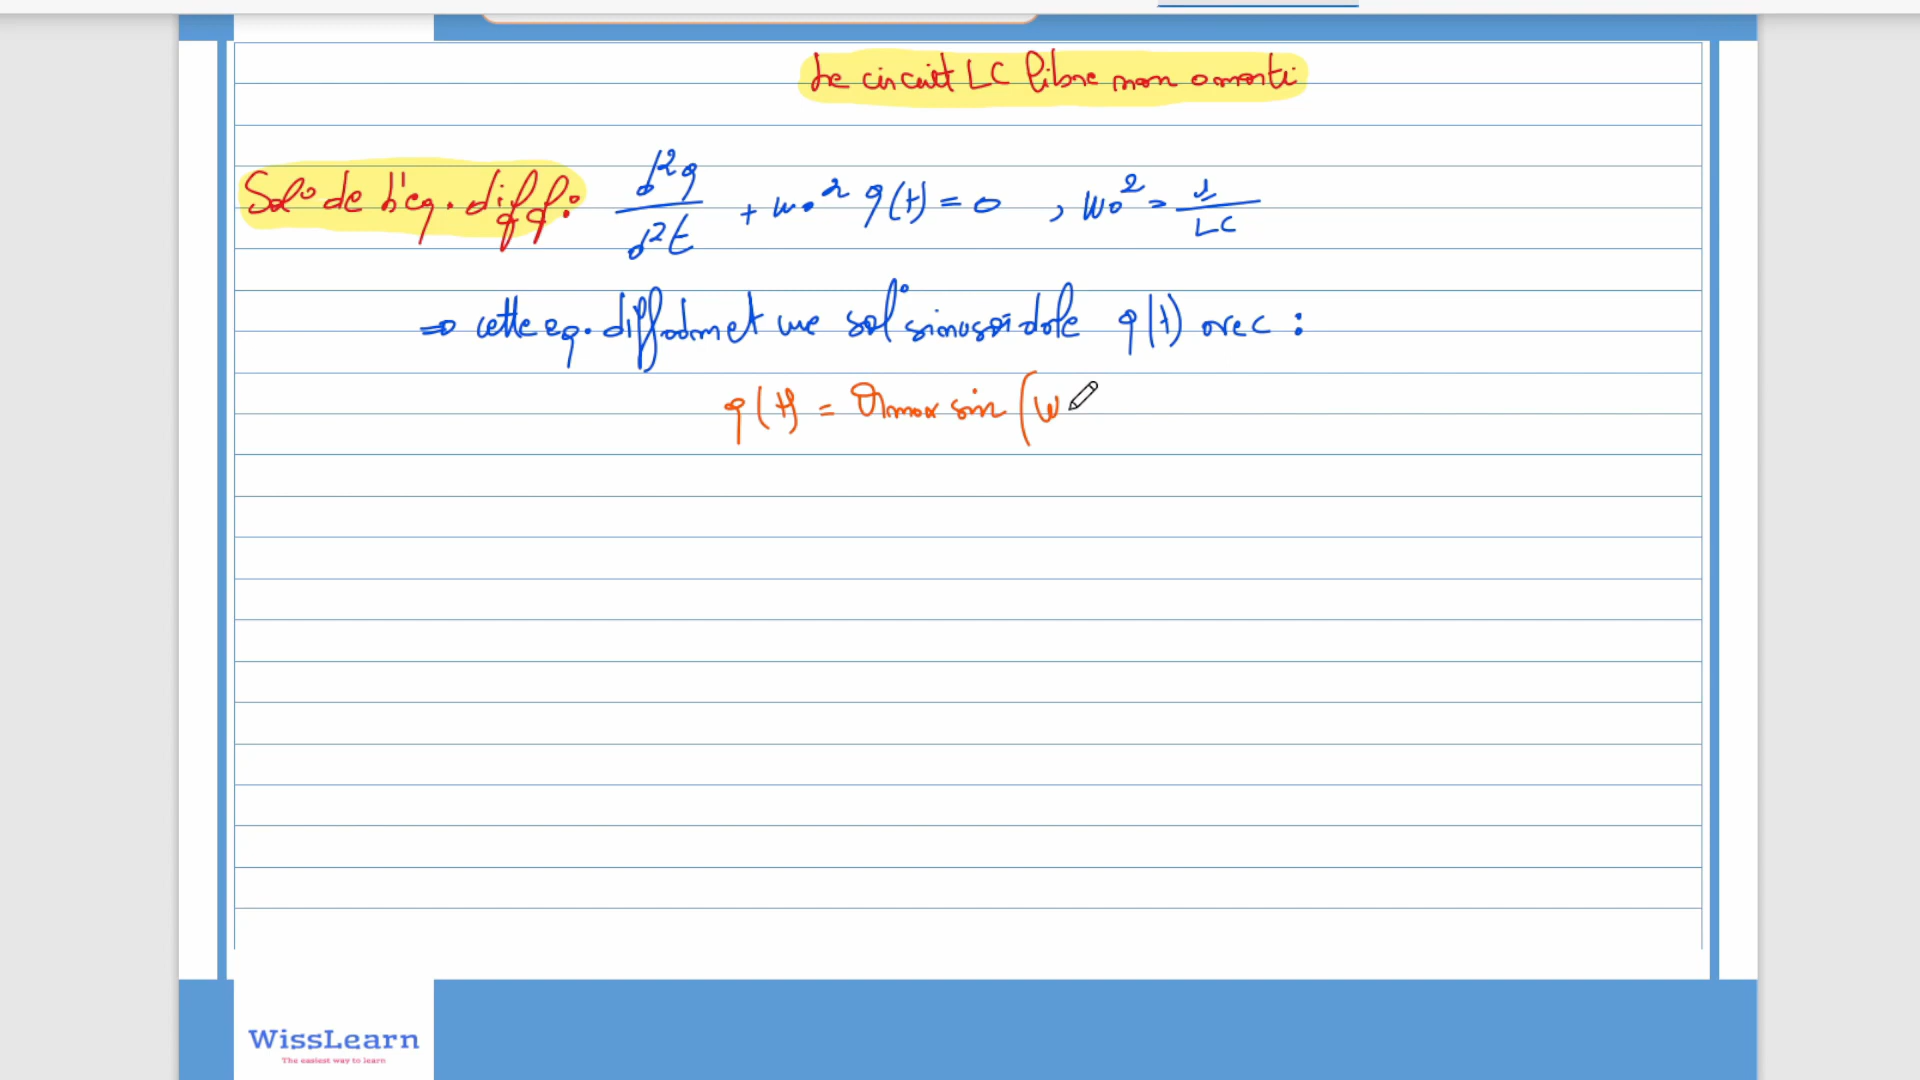 Le circuit LC libre non amorti
Sol° de l'eq. diff: d²q/d²t + w₀² q(t) = 0 , w₀² = 1/LC
⇒ cette eq. diff admet une sol° sinusoidale q(t) avec :
q(t) = Qmax sin (w
WissLearn
The easiest way to learn